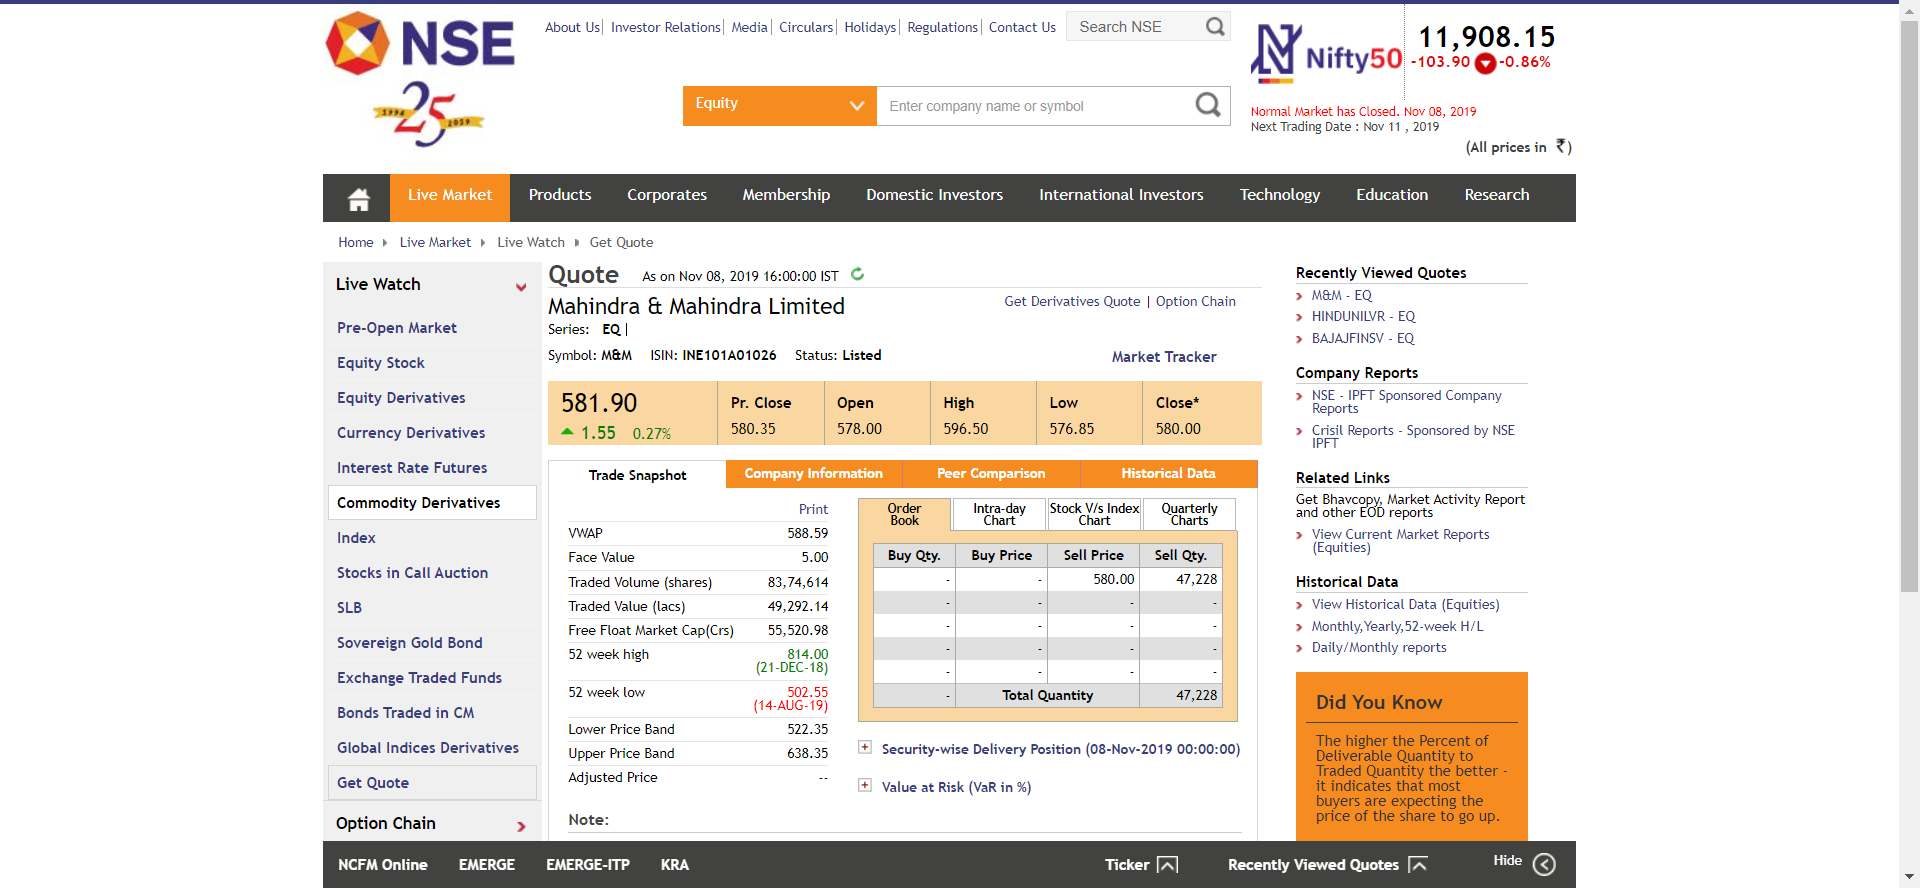 NSE
1994 25 2019
About Us | Investor Relations | Media | Circulars | Holidays | Regulations | Contact Us
Search NSE
Equity
Enter company name or symbol
Nifty50
11,908.15
-103.90 -0.86%
Normal Market has Closed. Nov 08, 2019
Next Trading Date : Nov 11 , 2019
(All prices in ₹)
Live Market Products Corporates Membership Domestic Investors International Investors Technology Education Research
Home Live Market Live Watch Get Quote
Live Watch
Pre-Open Market
Equity Stock
Equity Derivatives
Currency Derivatives
Interest Rate Futures
Commodity Derivatives
Index
Stocks in Call Auction
SLB
Sovereign Gold Bond
Exchange Traded Funds
Bonds Traded in CM
Global Indices Derivatives
Get Quote
Option Chain
Quote As on Nov 08, 2019 16:00:00 IST
Mahindra & Mahindra Limited
Get Derivatives Quote | Option Chain
Series: EQ |
Symbol: M&M ISIN: INE101A01026 Status: Listed
Market Tracker
581.90 Pr. Close Open High Low Close*
1.55 0.27% 580.35 578.00 596.50 576.85 580.00
Trade Snapshot Company Information Peer Comparison Historical Data
Print
VWAP 588.59
Face Value 5.00
Traded Volume (shares) 83,74,614
Traded Value (lacs) 49,292.14
Free Float Market Cap(Crs) 55,520.98
52 week high 814.00
(21-DEC-18)
52 week low 502.55
(14-AUG-19)
Lower Price Band 522.35
Upper Price Band 638.35
Adjusted Price --
Order Book
Intra-day Chart
Stock V/s Index Chart
Quarterly Charts
Buy Qty. Buy Price Sell Price Sell Qty.
- - 580.00 47,228
- - - -
- - - -
- - - -
- - - -
- Total Quantity 47,228
Security-wise Delivery Position (08-Nov-2019 00:00:00)
Value at Risk (VaR in %)
Note:
Recently Viewed Quotes
M&M - EQ
HINDUNILVR - EQ
BAJAJFINSV - EQ
Company Reports
NSE - IPFT Sponsored Company
Reports
Crisil Reports - Sponsored by NSE
IPFT
Related Links
Get Bhavcopy, Market Activity Report
and other EOD reports
View Current Market Reports
(Equities)
Historical Data
View Historical Data (Equities)
Monthly,Yearly,52-week H/L
Daily/Monthly reports
Did You Know
The higher the Percent of
Deliverable Quantity to
Traded Quantity the better -
it indicates that most
buyers are expecting the
price of the share to go up.
NCFM Online EMERGE EMERGE-ITP KRA Ticker Recently Viewed Quotes Hide